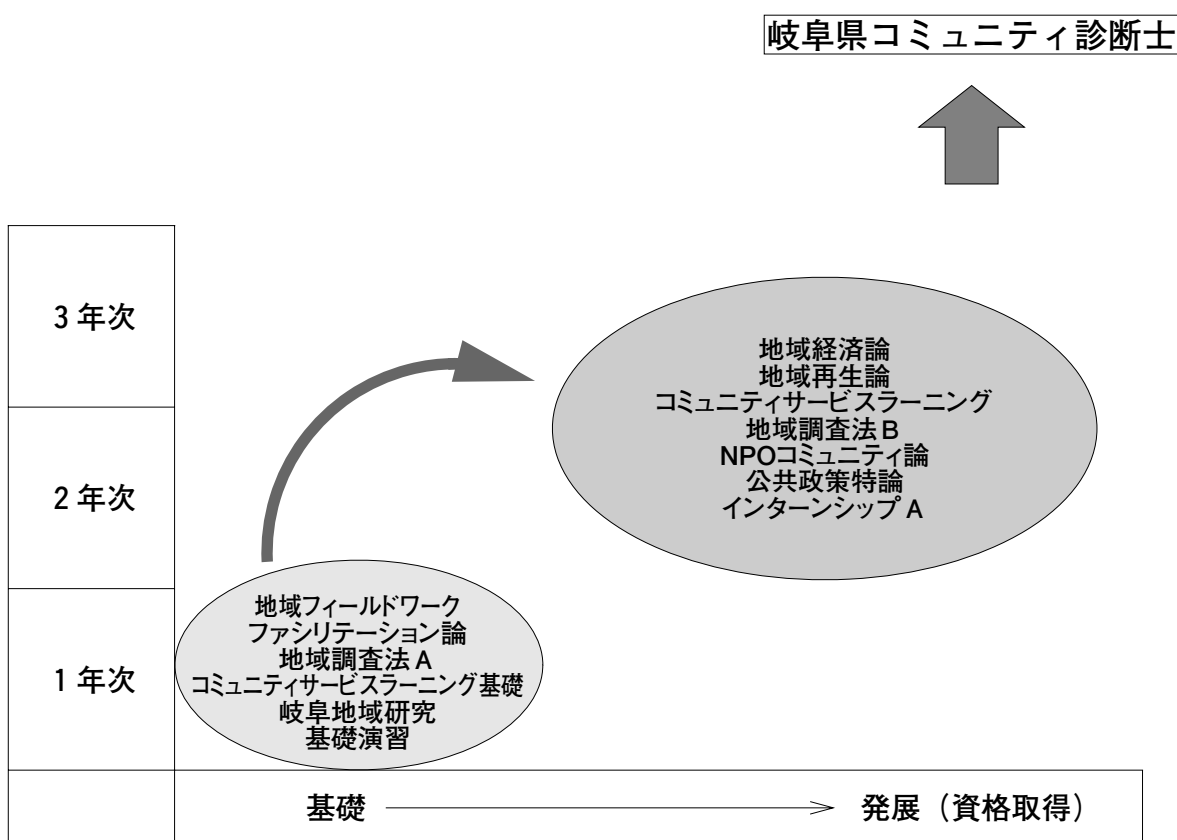 岐阜県コミュニティ診断士
3年次
地域経済論
地域再生論
コミュニティサービスラーニング
地域調査法B
NPOコミュニティ論
公共政策特論
インターンシップA
2年次
地域フィールドワーク
ファシリテーション論
地域調査法A
コミュニティサービスラーニング基礎
岐阜地域研究
基礎演習
1年次
基礎
発展（資格取得）